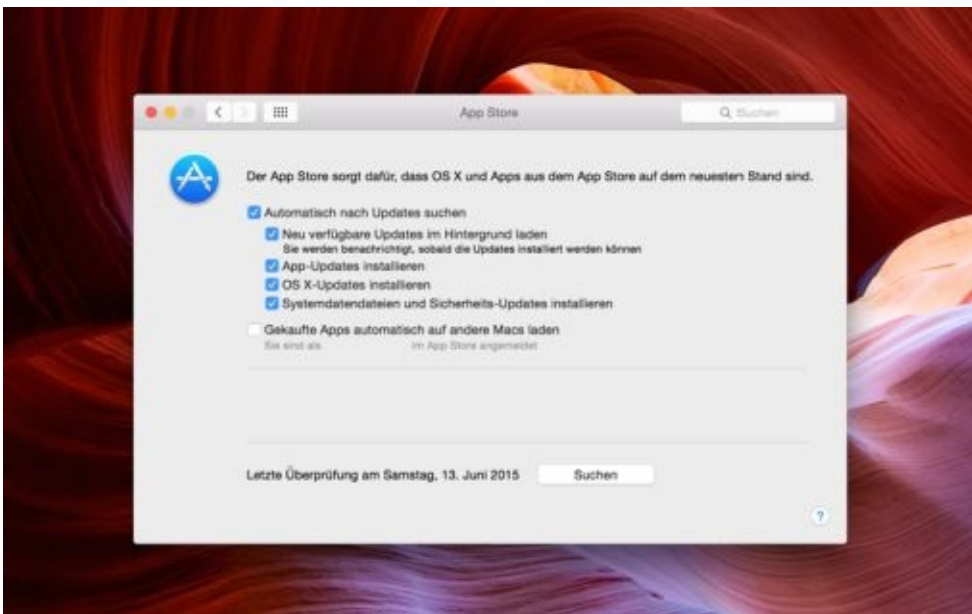 App Store
Suchen
Der App Store sorgt dafür, dass OS X und Apps aus dem App Store auf dem neuesten Stand sind.
Automatisch nach Updates suchen
Neu verfügbare Updates im Hintergrund laden
Sie werden benachrichtigt, sobald die Updates installiert werden können
App-Updates installieren
OS X-Updates installieren
Systemdatendateien und Sicherheits-Updates installieren
Gekaufte Apps automatisch auf andere Macs laden
Sie sind als im App Store angemeldet
Letzte Überprüfung am Samstag, 13. Juni 2015 Suchen
?